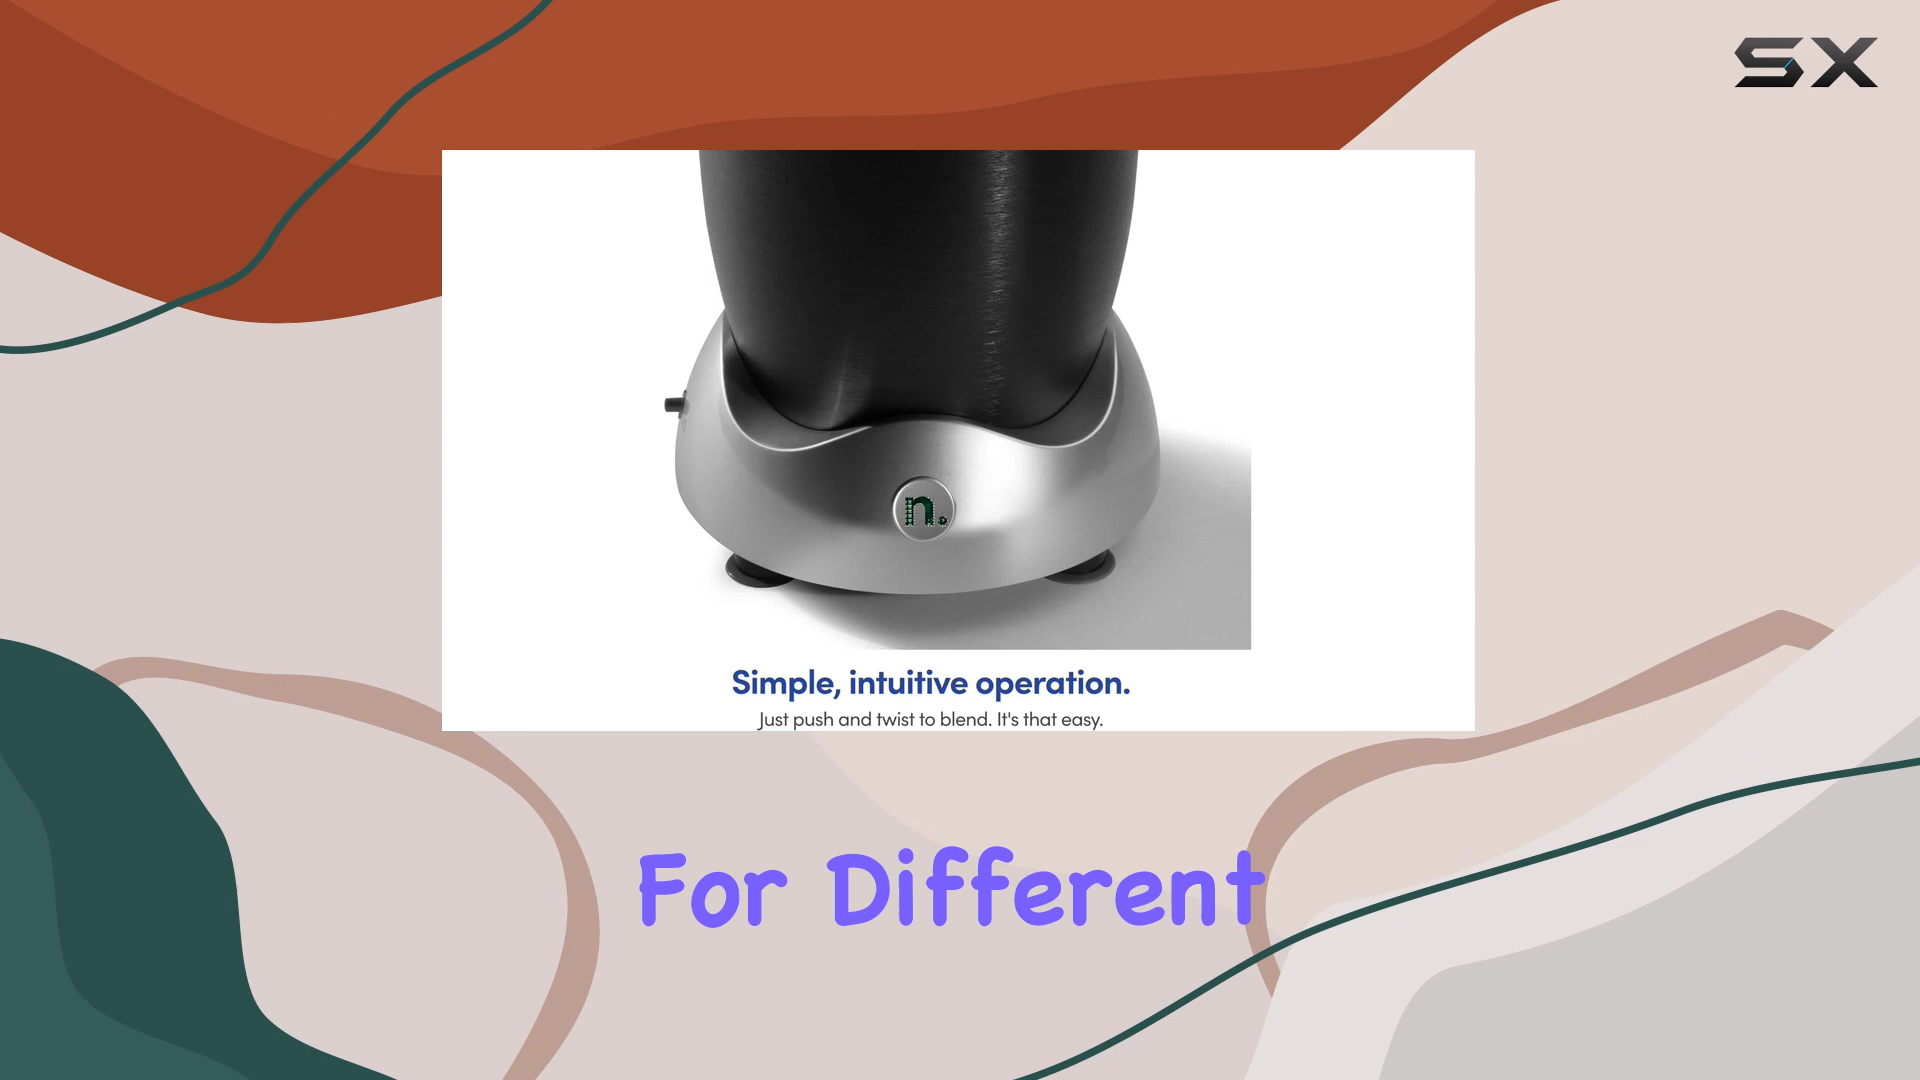 SX
n.
Simple, intuitive operation.
Just push and twist to blend. It's that easy.
For Different